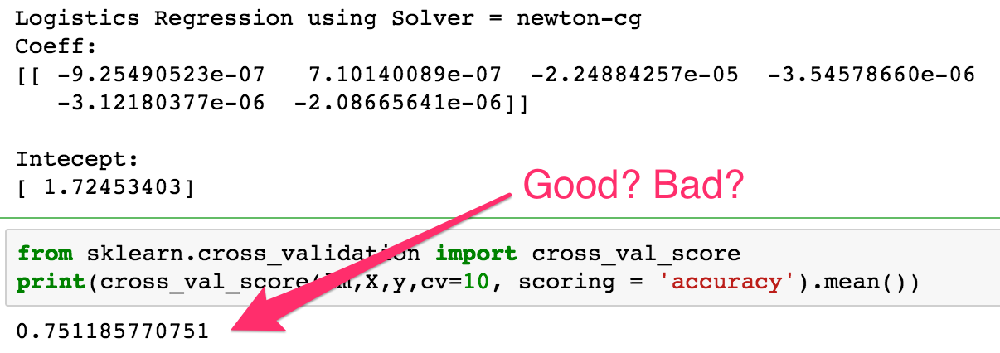 Logistics Regression using Solver = newton-cg
Coeff:
[[ -9.25490523e-07   7.10140089e-07  -2.24884257e-05  -3.54578660e-06
   -3.12180377e-06  -2.08665641e-06]]
Intecept:
[ 1.72453403]
Good? Bad?
from sklearn.cross_validation import cross_val_score
print(cross_val_score(lm,X,y,cv=10, scoring = 'accuracy').mean())
0.751185770751